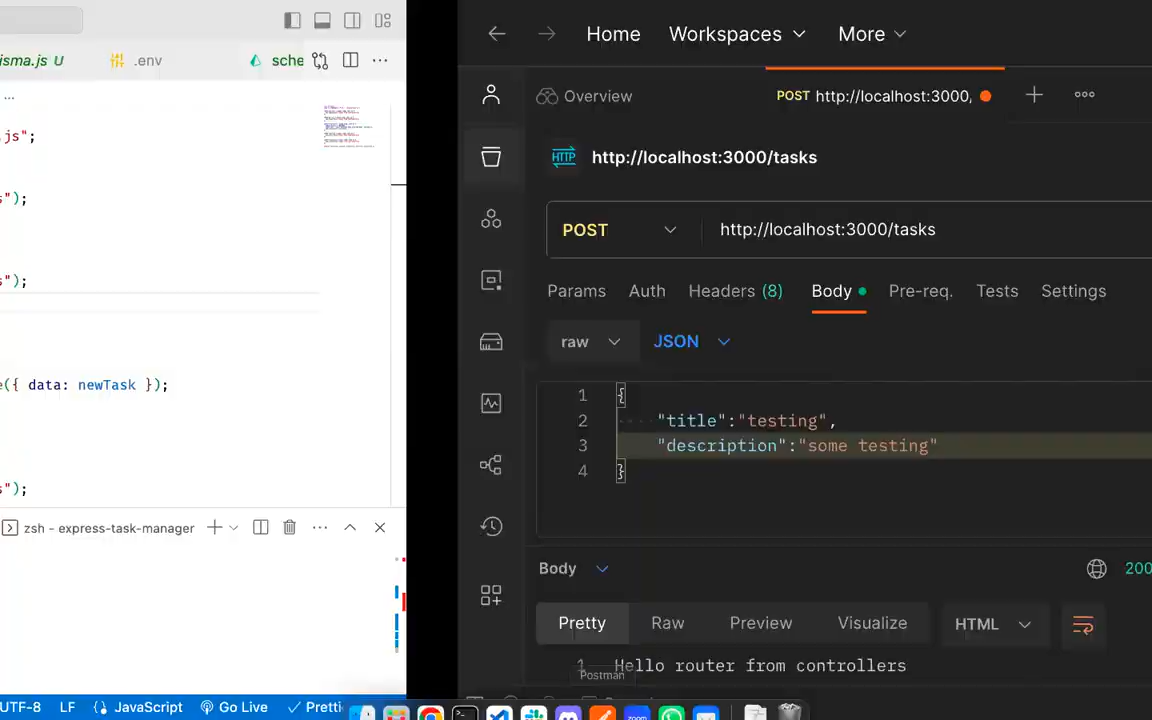 isma.js U
.env
sche
...
.js";
s");
s");
e({ data: newTask });
s");
zsh - express-task-manager
UTF-8 LF {} JavaScript Go Live Pretti
Home Workspaces More
Overview
POST http://localhost:3000,
HTTP http://localhost:3000/tasks
POST http://localhost:3000/tasks
Params Auth Headers (8) Body Pre-req. Tests Settings
raw JSON
1 {
2 "title":"testing",
3 "description":"some testing"
4 }
Body 200
Pretty Raw Preview Visualize HTML
1 Hello router from controllers
Postman
zoom